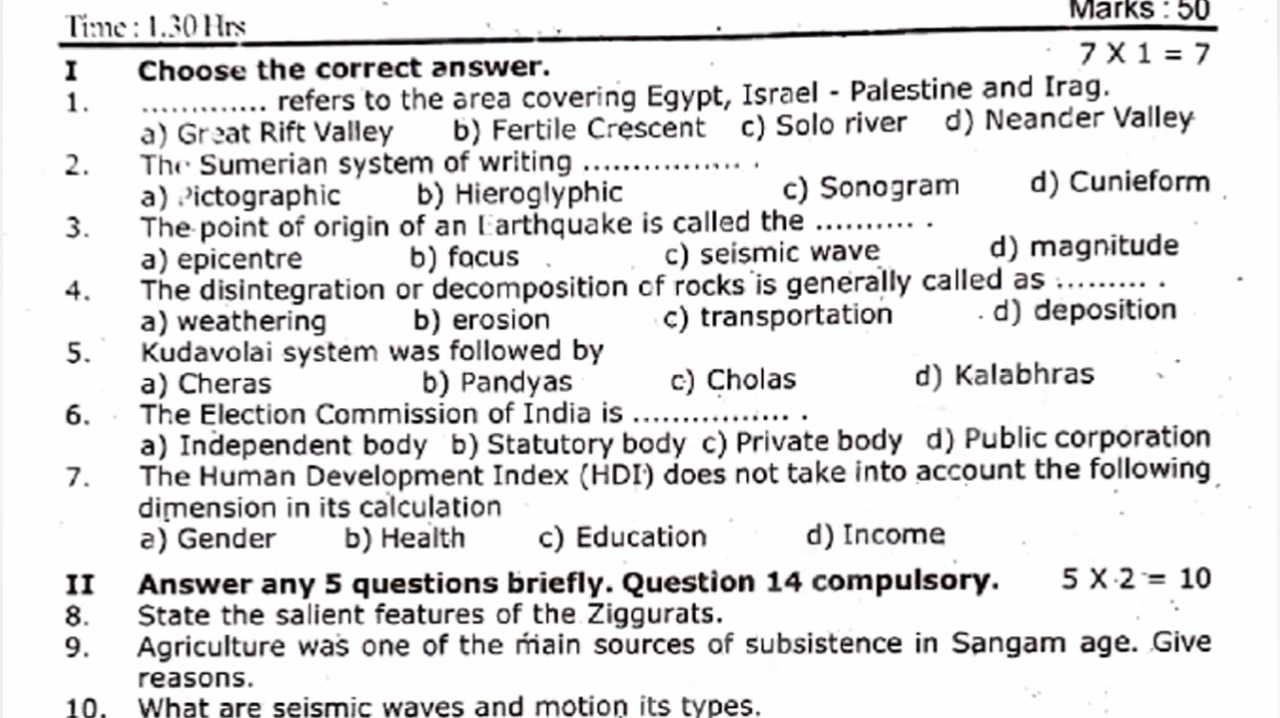 Time : 1.30 Hrs Marks : 50
7 X 1 = 7
I Choose the correct answer.
1. ............. refers to the area covering Egypt, Israel - Palestine and Iraq.
a) Great Rift Valley b) Fertile Crescent c) Solo river d) Neander Valley
2. The Sumerian system of writing ................ .
a) Pictographic b) Hieroglyphic c) Sonogram d) Cunieform
3. The point of origin of an Earthquake is called the .......... .
a) epicentre b) focus c) seismic wave d) magnitude
4. The disintegration or decomposition of rocks is generally called as ......... .
a) weathering b) erosion c) transportation d) deposition
5. Kudavolai system was followed by
a) Cheras b) Pandyas c) Cholas d) Kalabhras
6. The Election Commission of India is ................ .
a) Independent body b) Statutory body c) Private body d) Public corporation
7. The Human Development Index (HDI) does not take into account the following
dimension in its calculation
a) Gender b) Health c) Education d) Income
II Answer any 5 questions briefly. Question 14 compulsory. 5 X 2 = 10
8. State the salient features of the Ziggurats.
9. Agriculture was one of the main sources of subsistence in Sangam age. Give
reasons.
10. What are seismic waves and motion its types.